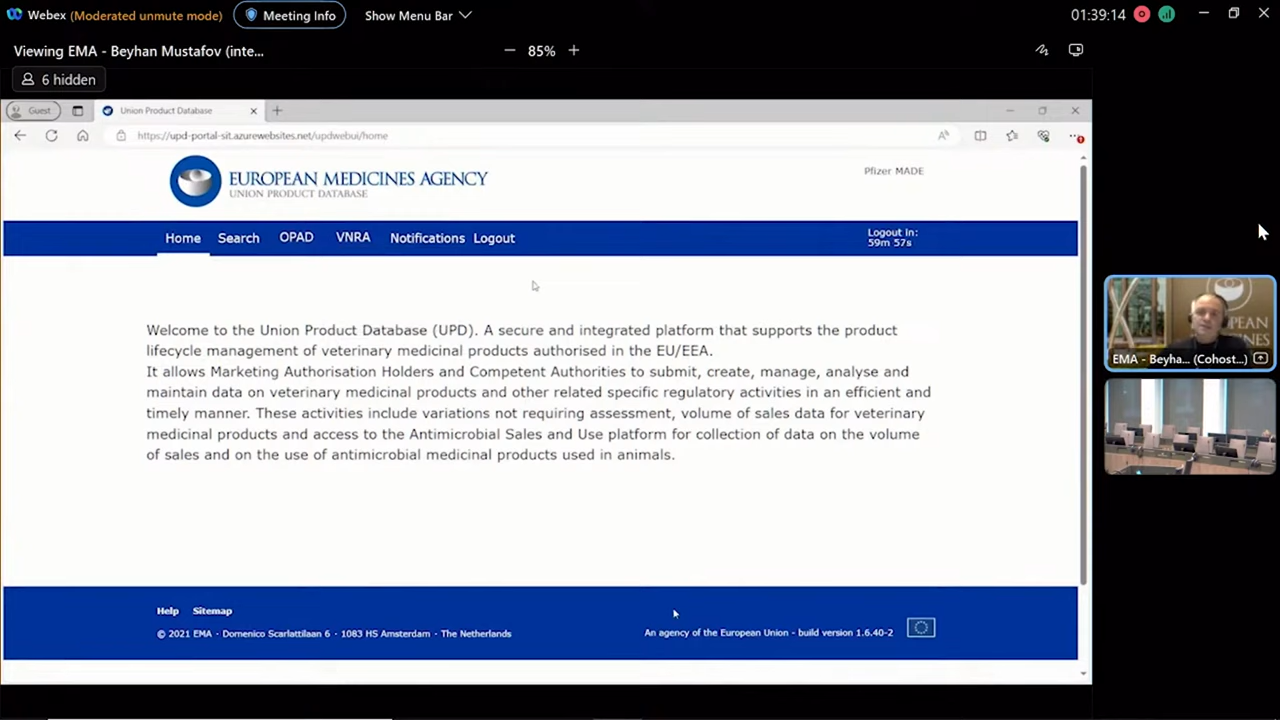 Webex (Moderated unmute mode) Meeting Info Show Menu Bar 01:39:14
Viewing EMA - Beyhan Mustafov (inte... 85%
6 hidden
Guest Union Product Database
https://upd-portal-sit.azurewebsites.net/updwebui/home
EUROPEAN MEDICINES AGENCY
UNION PRODUCT DATABASE
Pfizer MADE
Home Search OPAD VNRA Notifications Logout
Logout In:
59m 57s
Welcome to the Union Product Database (UPD). A secure and integrated platform that supports the product
lifecycle management of veterinary medicinal products authorised in the EU/EEA.
It allows Marketing Authorisation Holders and Competent Authorities to submit, create, manage, analyse and
maintain data on veterinary medicinal products and other related specific regulatory activities in an efficient and
timely manner. These activities include variations not requiring assessment, volume of sales data for veterinary
medicinal products and access to the Antimicrobial Sales and Use platform for collection of data on the volume
of sales and on the use of antimicrobial medicinal products used in animals.
EMA - Beyha... (Cohost...)
Help Sitemap
© 2021 EMA - Domenico Scarlattilaan 6 - 1083 HS Amsterdam - The Netherlands
An agency of the European Union - build version 1.6.40-2